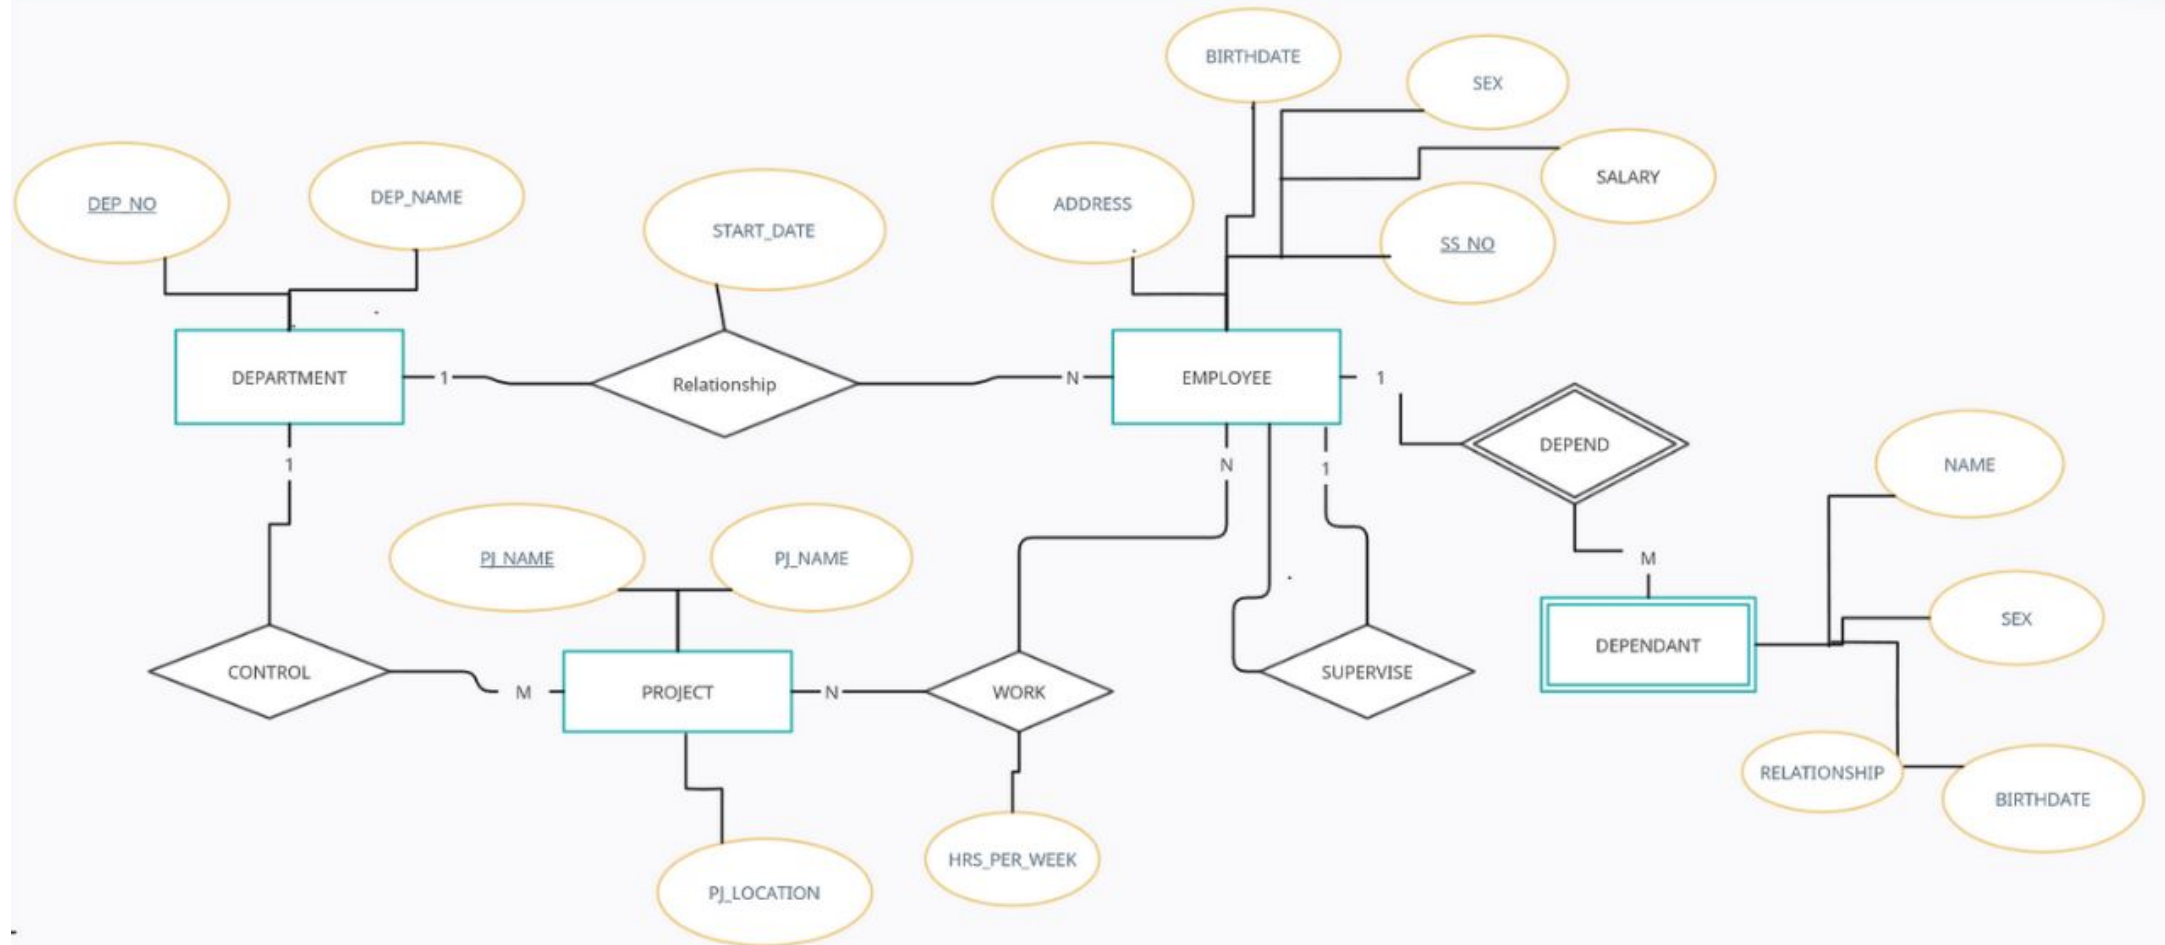 BIRTHDATE
SEX
SALARY
DEP_NO
DEP_NAME
START_DATE
ADDRESS
SS_NO
DEPARTMENT
1
Relationship
N
EMPLOYEE
1
DEPEND
1
N
1
NAME
PJ_NAME
PJ_NAME
M
SEX
CONTROL
M
PROJECT
N
WORK
SUPERVISE
DEPENDANT
RELATIONSHIP
BIRTHDATE
HRS_PER_WEEK
PJ_LOCATION